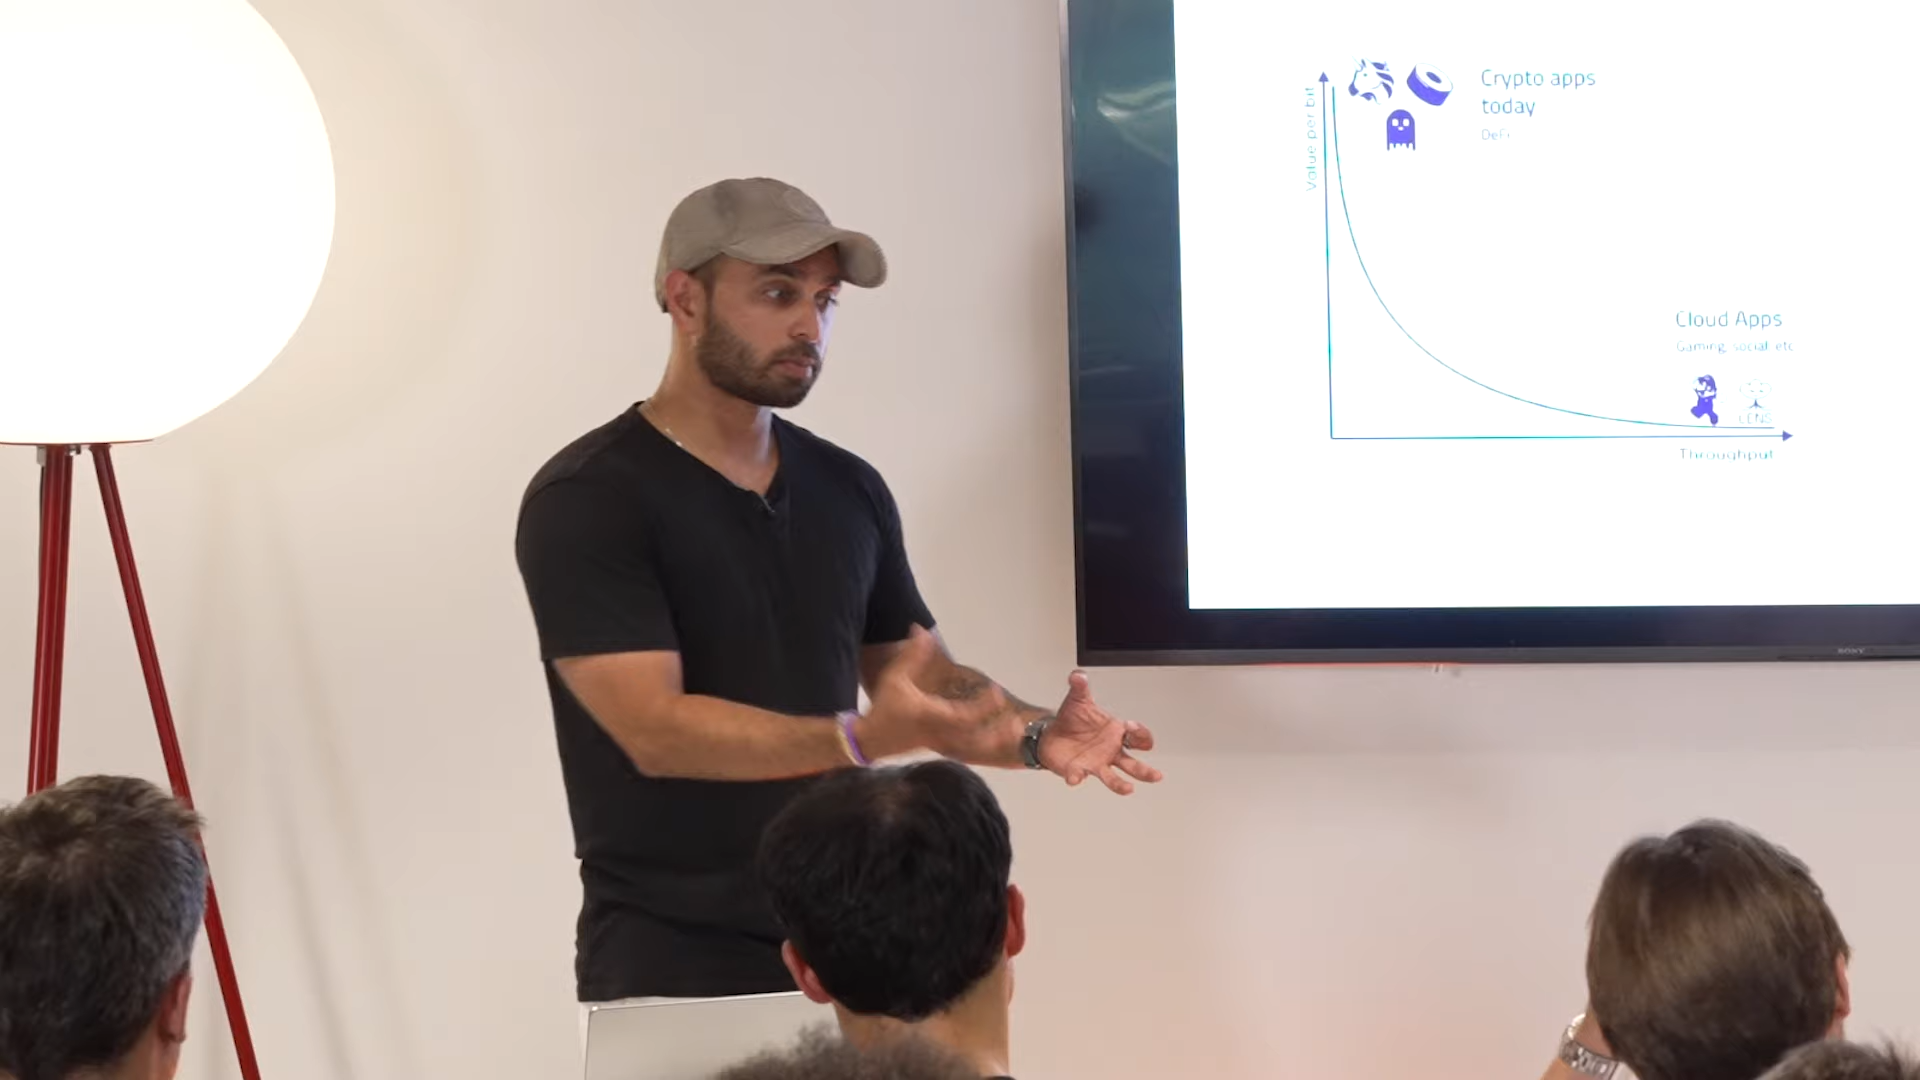 Crypto apps
today
DeFi
Value per bit
Cloud Apps
Gaming, social, etc
LENS
Throughput
SONY